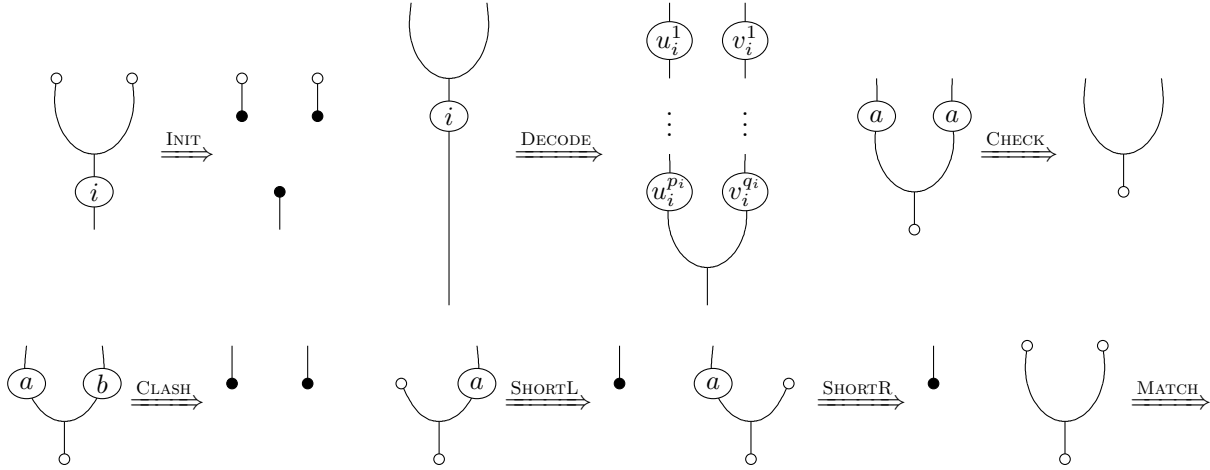 i INIT
i DECODE u_i^1 v_i^1
⋮ ⋮
u_i^{p_i} v_i^{q_i}
a a CHECK
a b CLASH
a SHORTL
a SHORTR
MATCH